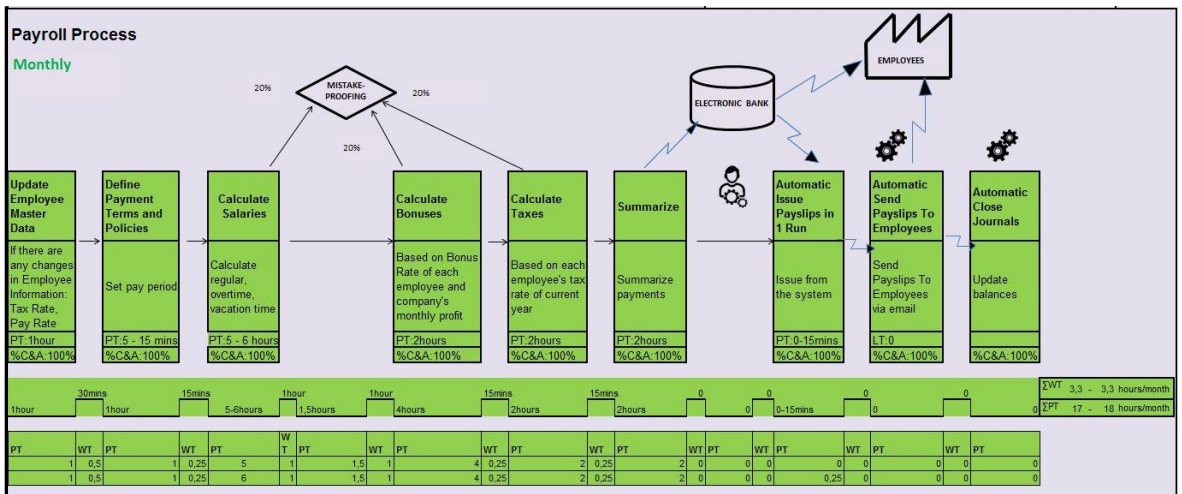 Payroll Process
Monthly
20%
MISTAKE-
PROOFING
20%
20%
ELECTRONIC BANK
EMPLOYEES
Update
Employee
Master
Data
If there are
any changes
in Employee
Information:
Tax Rate,
Pay Rate
PT:1hour
%C&A:100%
Define
Payment
Terms and
Policies
Set pay period
PT:5 - 15 mins
%C&A:100%
Calculate
Salaries
Calculate
regular,
overtime,
vacation time
PT:5 - 6 hours
%C&A:100%
Calculate
Bonuses
Based on Bonus
Rate of each
employee and
company's
monthly profit
PT:2hours
%C&A:100%
Calculate
Taxes
Based on each
employee's tax
rate of current
year
PT:2hours
%C&A:100%
Summarize
Summarize
payments
PT:2hours
%C&A:100%
Automatic
Issue
Payslips in
1 Run
Issue from
the system
PT:0-15mins
%C&A:100%
Automatic
Send
Payslips To
Employees
Send
Payslips To
Employees
via email
LT:0
%C&A:100%
Automatic
Close
Journals
Update
balances
%C&A:100%
30mins 15mins 1hour 1hour 15mins 15mins 0 0 0 0
1hour 1hour 5-6hours 1,5hours 4hours 2hours 2hours 0 0-15mins 0 0
ΣWT 3,3 - 3,3 hours/month
ΣPT 17 - 18 hours/month
PT WT PT WT PT W T PT WT PT WT PT WT PT WT PT WT PT WT PT WT PT
1 0,5 1 0,25 5 1 1,5 1 4 0,25 2 0,25 2 0 0 0 0 0 0 0 0
1 0,5 1 0,25 6 1 1,5 1 4 0,25 2 0,25 2 0 0 0 0,25 0 0 0 0